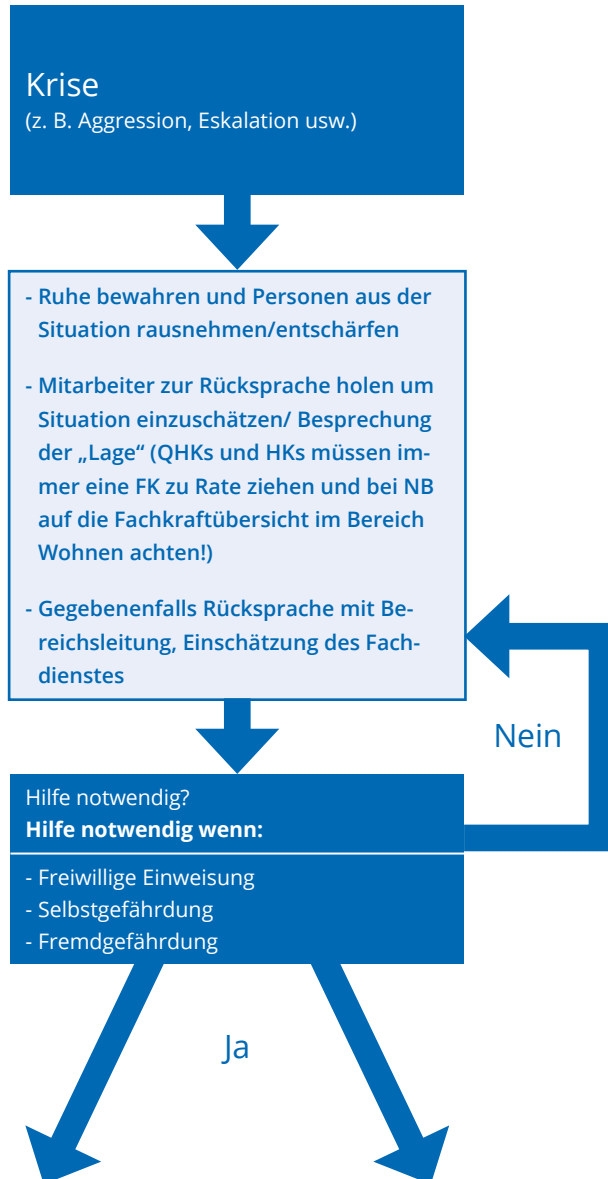 Krise
(z. B. Aggression, Eskalation usw.)
- Ruhe bewahren und Personen aus der
Situation rausnehmen/entschärfen
- Mitarbeiter zur Rücksprache holen um
Situation einzuschätzen/ Besprechung
der „Lage“ (QHKs und HKs müssen im-
mer eine FK zu Rate ziehen und bei NB
auf die Fachkraftübersicht im Bereich
Wohnen achten!)
- Gegebenenfalls Rücksprache mit Be-
reichsleitung, Einschätzung des Fach-
dienstes
Nein
Hilfe notwendig?
Hilfe notwendig wenn:
- Freiwillige Einweisung
- Selbstgefährdung
- Fremdgefährdung
Ja